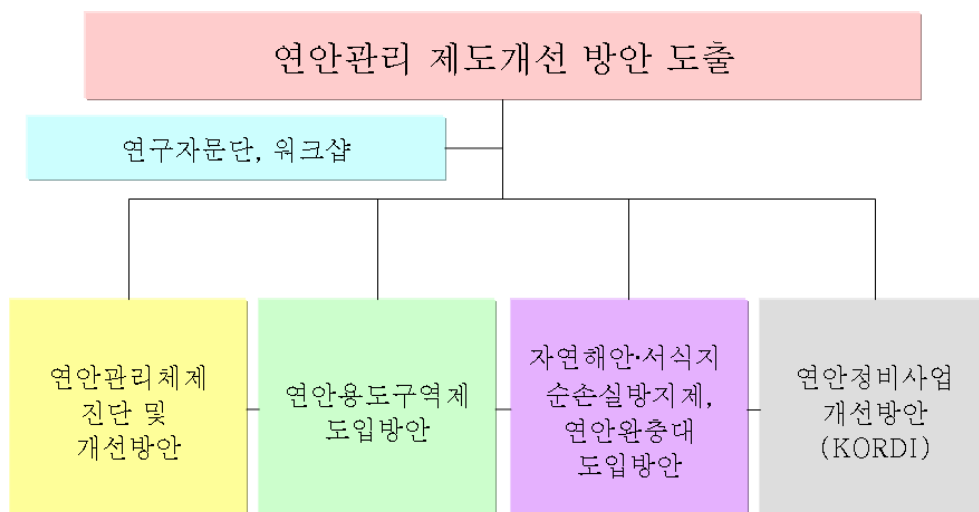 연안관리 제도개선 방안 도출
연구자문단, 워크샵
연안관리체제
진단 및
개선방안
연안용도구역제
도입방안
자연해안·서식지
순손실방지제,
연안완충대
도입방안
연안정비사업
개선방안
(KORDI)